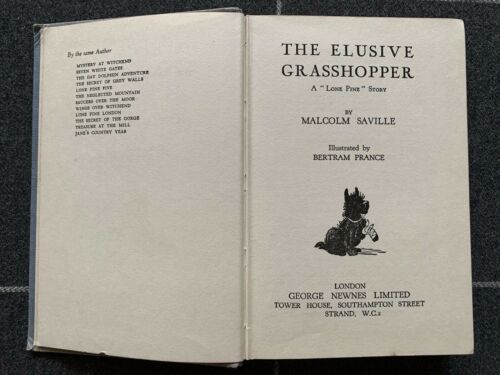 By the same Author
MYSTERY AT WITCHEND
SEVEN WHITE GATES
THE GAY DOLPHIN ADVENTURE
THE SECRET OF GREY WALLS
LONE PINE FIVE
THE NEGLECTED MOUNTAIN
SAUCERS OVER THE MOOR
WINGS OVER WITCHEND
LONE PINE LONDON
THE SECRET OF THE GORGE
TREASURE AT THE MILL
JANE'S COUNTRY YEAR
THE ELUSIVE
GRASSHOPPER
A "LONE PINE" STORY
BY
MALCOLM SAVILLE
Illustrated by
BERTRAM PRANCE
LONDON
GEORGE NEWNES LIMITED
TOWER HOUSE, SOUTHAMPTON STREET
STRAND, W.C.2